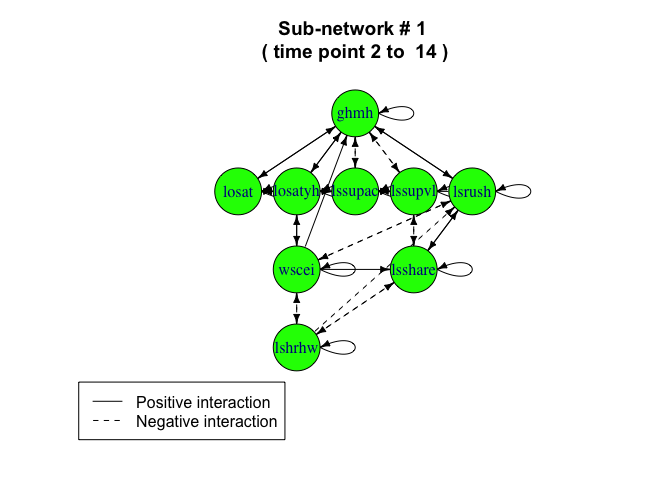 Sub-network # 1
( time point 2 to 14 )
ghmh
losat
losatyh
lssupac
lssupvl
lsrush
wscei
lsshare
lshrhw
Positive interaction
Negative interaction